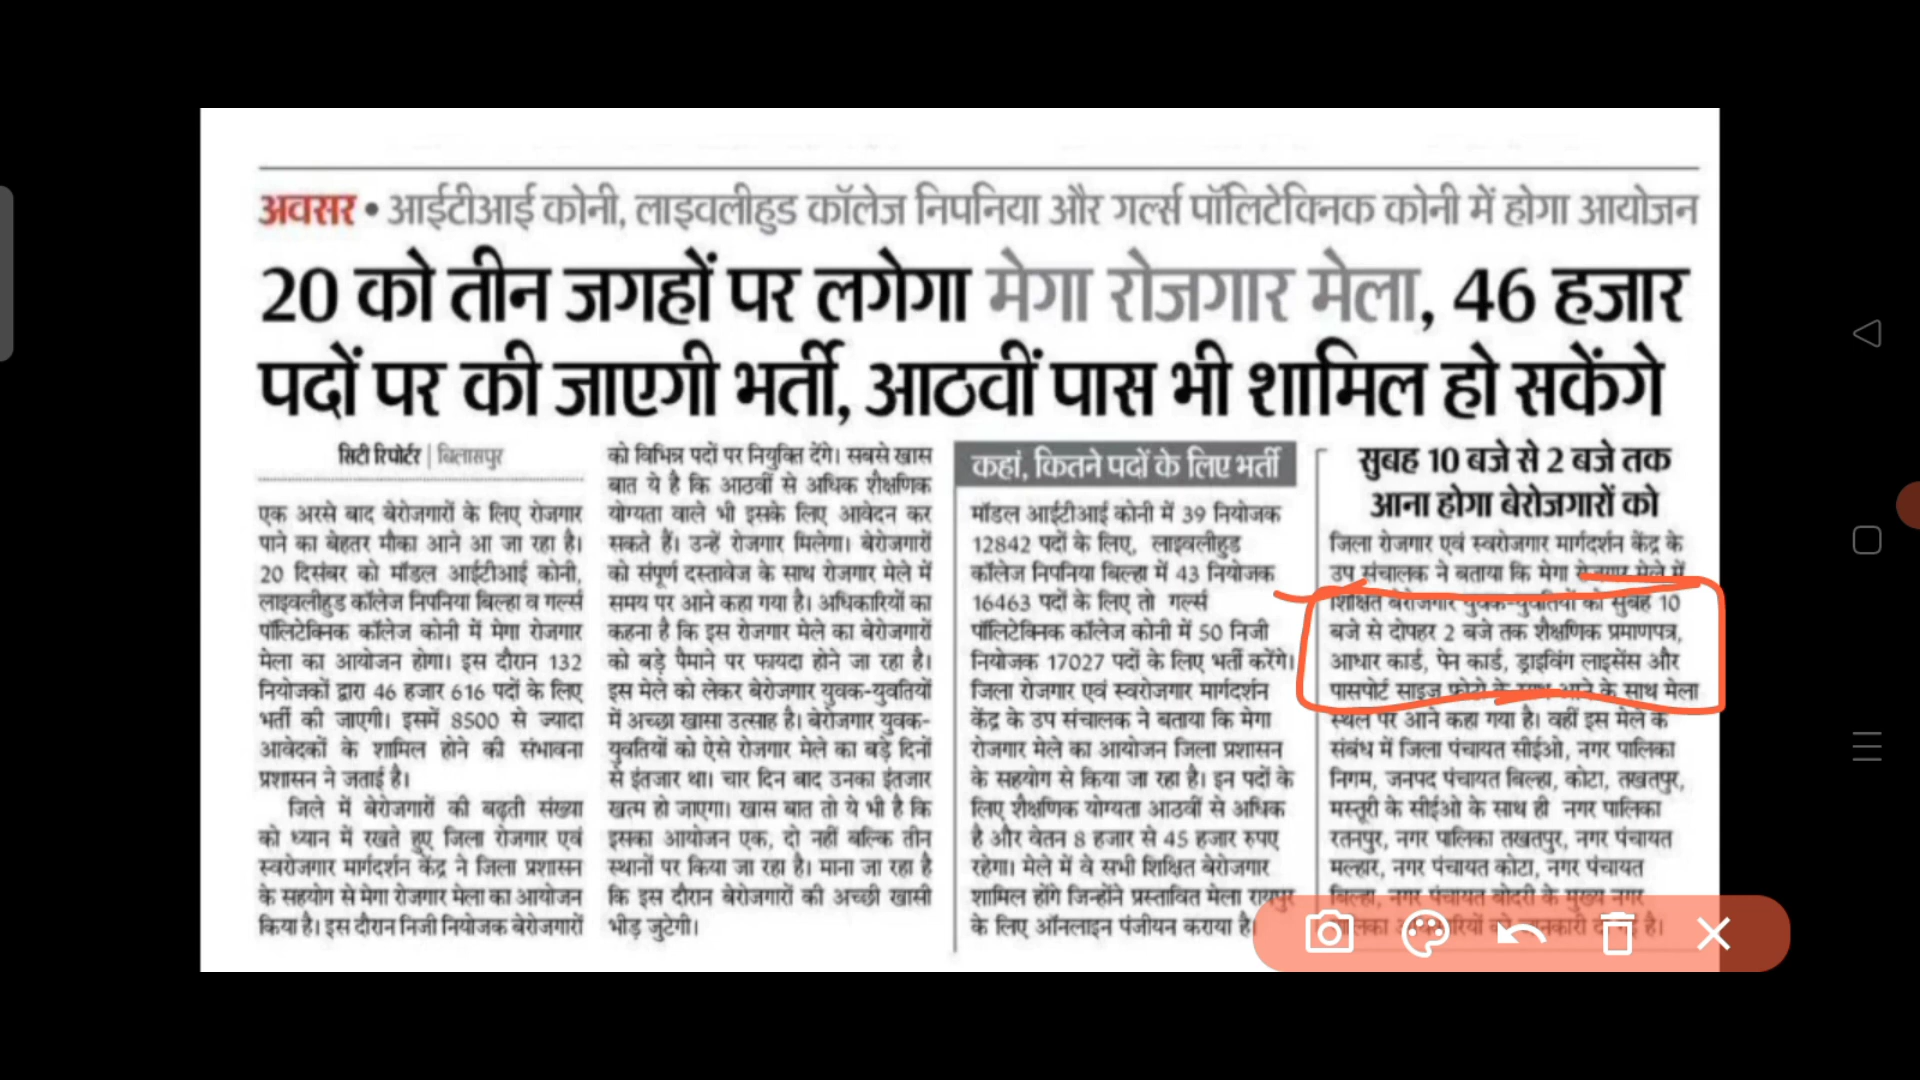 अवसर • आईटीआई कोनी, लाइवलीहुड कॉलेज निपनिया और गर्ल्स पॉलिटेक्निक कोनी में होगा आयोजन
20 को तीन जगहों पर लगेगा मेगा रोजगार मेला, 46 हजार
पदों पर की जाएगी भर्ती, आठवीं पास भी शामिल हो सकेंगे
सिटी रिपोर्टर | बिलासपुर
एक अरसे बाद बेरोजगारों के लिए रोजगार
पाने का बेहतर मौका आने आ जा रहा है।
20 दिसंबर को मॉडल आईटीआई कोनी,
लाइवलीहुड कॉलेज निपनिया बिल्हा व गर्ल्स
पॉलिटेक्निक कॉलेज कोनी में मेगा रोजगार
मेला का आयोजन होगा। इस दौरान 132
नियोजकों द्वारा 46 हजार 616 पदों के लिए
भर्ती की जाएगी। इसमें 8500 से ज्यादा
आवेदकों के शामिल होने की संभावना
प्रशासन ने जताई है।
जिले में बेरोजगारों की बढ़ती संख्या
को ध्यान में रखते हुए जिला रोजगार एवं
स्वरोजगार मार्गदर्शन केंद्र ने जिला प्रशासन
के सहयोग से मेगा रोजगार मेला का आयोजन
किया है। इस दौरान निजी नियोजक बेरोजगारों
को विभिन्न पदों पर नियुक्ति देंगे। सबसे खास
बात ये है कि आठवीं से अधिक शैक्षणिक
योग्यता वाले भी इसके लिए आवेदन कर
सकते हैं। उन्हें रोजगार मिलेगा। बेरोजगारों
को संपूर्ण दस्तावेज के साथ रोजगार मेले में
समय पर आने कहा गया है। अधिकारियों का
कहना है कि इस रोजगार मेले का बेरोजगारों
को बड़े पैमाने पर फायदा होने जा रहा है।
इस मेले को लेकर बेरोजगार युवक-युवतियों
में अच्छा खासा उत्साह है। बेरोजगार युवक-
युवतियों को ऐसे रोजगार मेले का बड़े दिनों
से इंतजार था। चार दिन बाद उनका इंतजार
खत्म हो जाएगा। खास बात तो ये भी है कि
इसका आयोजन एक, दो नहीं बल्कि तीन
स्थानों पर किया जा रहा है। माना जा रहा है
कि इस दौरान बेरोजगारों की अच्छी खासी
भीड़ जुटेगी।
कहां, कितने पदों के लिए भर्ती
मॉडल आईटीआई कोनी में 39 नियोजक
12842 पदों के लिए, लाइवलीहुड
कॉलेज निपनिया बिल्हा में 43 नियोजक
16463 पदों के लिए तो गर्ल्स
पॉलिटेक्निक कॉलेज कोनी में 50 निजी
नियोजक 17027 पदों के लिए भर्ती करेंगे।
जिला रोजगार एवं स्वरोजगार मार्गदर्शन
केंद्र के उप संचालक ने बताया कि मेगा
रोजगार मेले का आयोजन जिला प्रशासन
के सहयोग से किया जा रहा है। इन पदों के
लिए शैक्षणिक योग्यता आठवीं से अधिक
है और वेतन 8 हजार से 45 हजार रुपए
रहेगा। मेले में वे सभी शिक्षित बेरोजगार
शामिल होंगे जिन्होंने प्रस्तावित मेला रायपुर
के लिए ऑनलाइन पंजीयन कराया है।
सुबह 10 बजे से 2 बजे तक
आना होगा बेरोजगारों को
जिला रोजगार एवं स्वरोजगार मार्गदर्शन केंद्र के
उप संचालक ने बताया कि मेगा रोजगार मेले में
शिक्षित बेरोजगार युवक-युवतियों को सुबह 10
बजे से दोपहर 2 बजे तक शैक्षणिक प्रमाणपत्र,
आधार कार्ड, पेन कार्ड, ड्राइविंग लाइसेंस और
पासपोर्ट साइज फोटो के साथ आने के साथ मेला
स्थल पर आने कहा गया है। वहीं इस मेले के
संबंध में जिला पंचायत सीईओ, नगर पालिका
निगम, जनपद पंचायत बिल्हा, कोटा, तखतपुर,
मस्तूरी के सीईओ के साथ ही नगर पालिका
रतनपुर, नगर पालिका तखतपुर, नगर पंचायत
मल्हार, नगर पंचायत कोटा, नगर पंचायत
बिल्हा, नगर पंचायत बोदरी के मुख्य नगर
है।